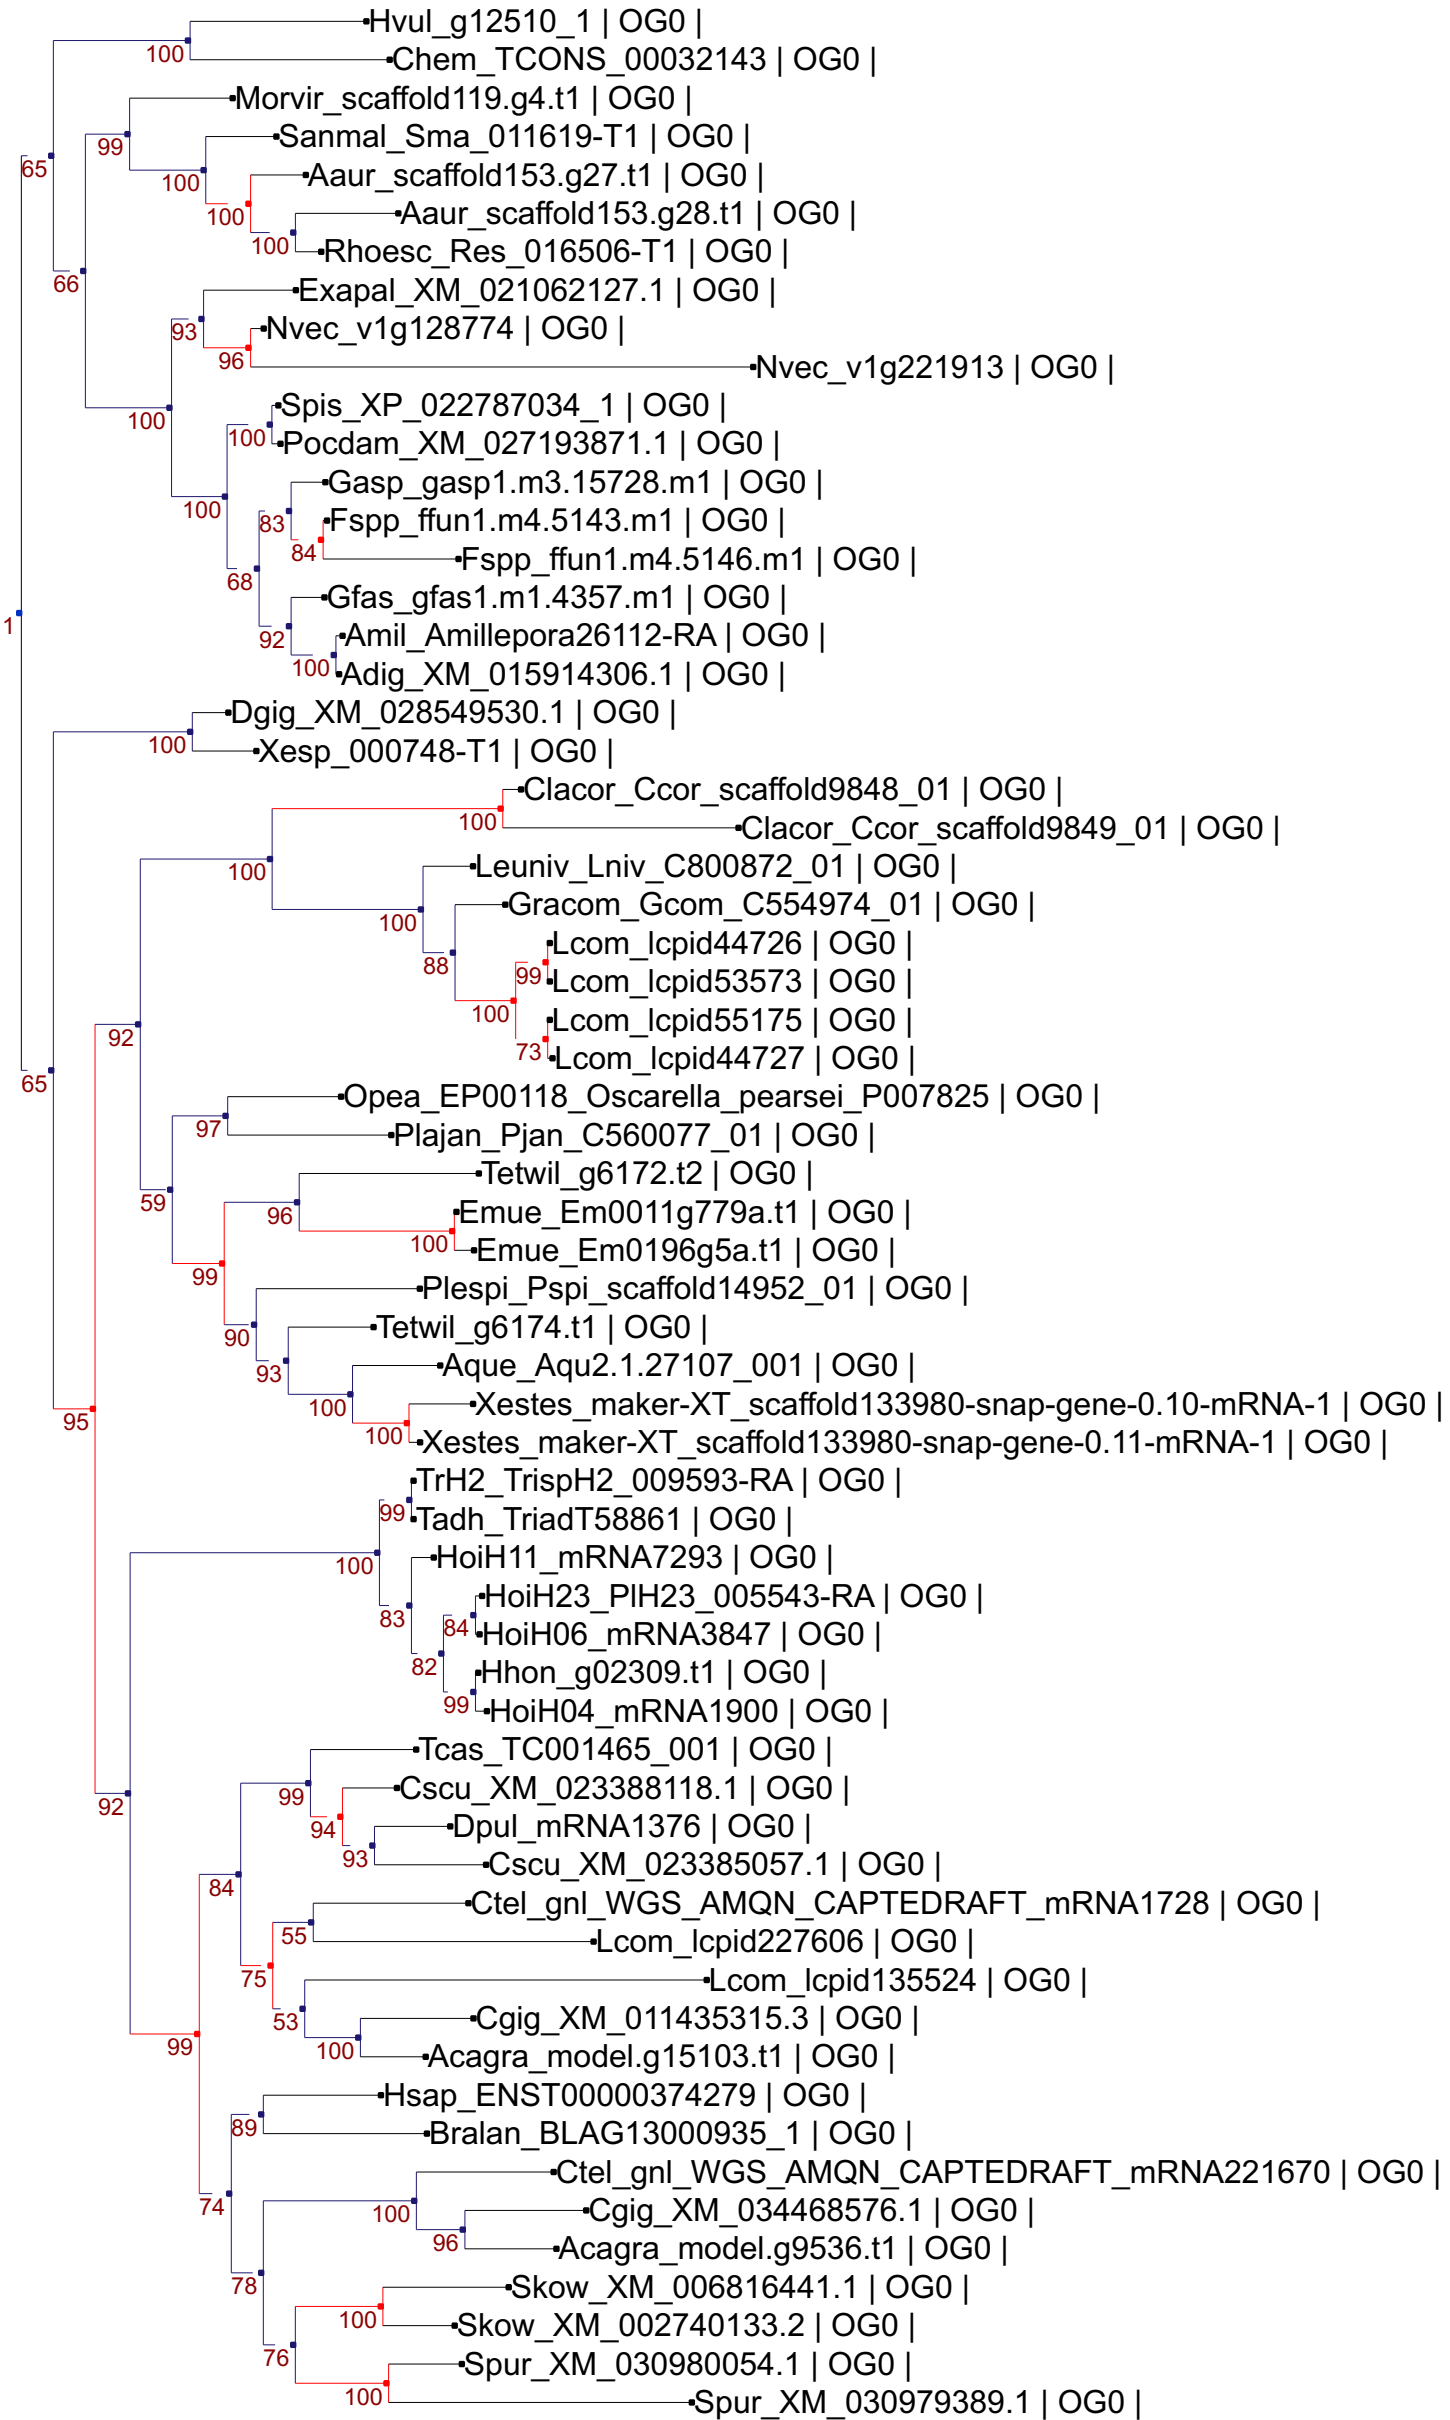 Hvul_g12510_1 | OG0 |
100
Chem_TCONS_00032143 | OG0 |
Morvir_scaffold119.g4.t1 | OG0 |
99
Sanmal_Sma_011619-T1 | OG0 |
65
100
Aaur_scaffold153.g27.t1 | OG0 |
100
Aaur_scaffold153.g28.t1 | OG0 |
100
Rhoesc_Res_016506-T1 | OG0 |
66
Exapal_XM_021062127.1 | OG0 |
93
Nvec_v1g128774 | OG0 |
96
Nvec_v1g221913 | OG0 |
100
Spis_XP_022787034_1 | OG0 |
100
Pocdam_XM_027193871.1 | OG0 |
100
Gasp_gasp1.m3.15728.m1 | OG0 |
83
Fspp_ffun1.m4.5143.m1 | OG0 |
84
Fspp_ffun1.m4.5146.m1 | OG0 |
68
Gfas_gfas1.m1.4357.m1 | OG0 |
1
92
Amil_Amillepora26112-RA | OG0 |
100
Adig_XM_015914306.1 | OG0 |
Dgig_XM_028549530.1 | OG0 |
100
Xesp_000748-T1 | OG0 |
Clacor_Ccor_scaffold9848_01 | OG0 |
100
Clacor_Ccor_scaffold9849_01 | OG0 |
100
Leuniv_Lniv_C800872_01 | OG0 |
100
Gracom_Gcom_C554974_01 | OG0 |
88
Lcom_lcpid44726 | OG0 |
99
Lcom_lcpid53573 | OG0 |
100
Lcom_lcpid55175 | OG0 |
92
73
Lcom_lcpid44727 | OG0 |
65
Opea_EP00118_Oscarella_pearsei_P007825 | OG0 |
97
Plajan_Pjan_C560077_01 | OG0 |
Tetwil_g6172.t2 | OG0 |
59
96
Emue_Em0011g779a.t1 | OG0 |
100
Emue_Em0196g5a.t1 | OG0 |
99
Plespi_Pspi_scaffold14952_01 | OG0 |
90
Tetwil_g6174.t1 | OG0 |
93
Aque_Aqu2.1.27107_001 | OG0 |
100
Xestes_maker-XT_scaffold133980-snap-gene-0.10-mRNA-1 | OG0 |
95
100
Xestes_maker-XT_scaffold133980-snap-gene-0.11-mRNA-1 | OG0 |
TrH2_TrispH2_009593-RA | OG0 |
99
Tadh_TriadT58861 | OG0 |
100
HoiH11_mRNA7293 | OG0 |
83
HoiH23_PlH23_005543-RA | OG0 |
84
HoiH06_mRNA3847 | OG0 |
82
Hhon_g02309.t1 | OG0 |
99
HoiH04_mRNA1900 | OG0 |
Tcas_TC001465_001 | OG0 |
92
99
Cscu_XM_023388118.1 | OG0 |
94
Dpul_mRNA1376 | OG0 |
93
Cscu_XM_023385057.1 | OG0 |
84
Ctel_gnl_WGS_AMQN_CAPTEDRAFT_mRNA1728 | OG0 |
55
Lcom_lcpid227606 | OG0 |
75
Lcom_lcpid135524 | OG0 |
53
Cgig_XM_011435315.3 | OG0 |
99
100
Acagra_model.g15103.t1 | OG0 |
Hsap_ENST00000374279 | OG0 |
89
Bralan_BLAG13000935_1 | OG0 |
Ctel_gnl_WGS_AMQN_CAPTEDRAFT_mRNA221670 | OG0 |
74
100
Cgig_XM_034468576.1 | OG0 |
96
Acagra_model.g9536.t1 | OG0 |
78
Skow_XM_006816441.1 | OG0 |
100
Skow_XM_002740133.2 | OG0 |
76
Spur_XM_030980054.1 | OG0 |
100
Spur_XM_030979389.1 | OG0 |